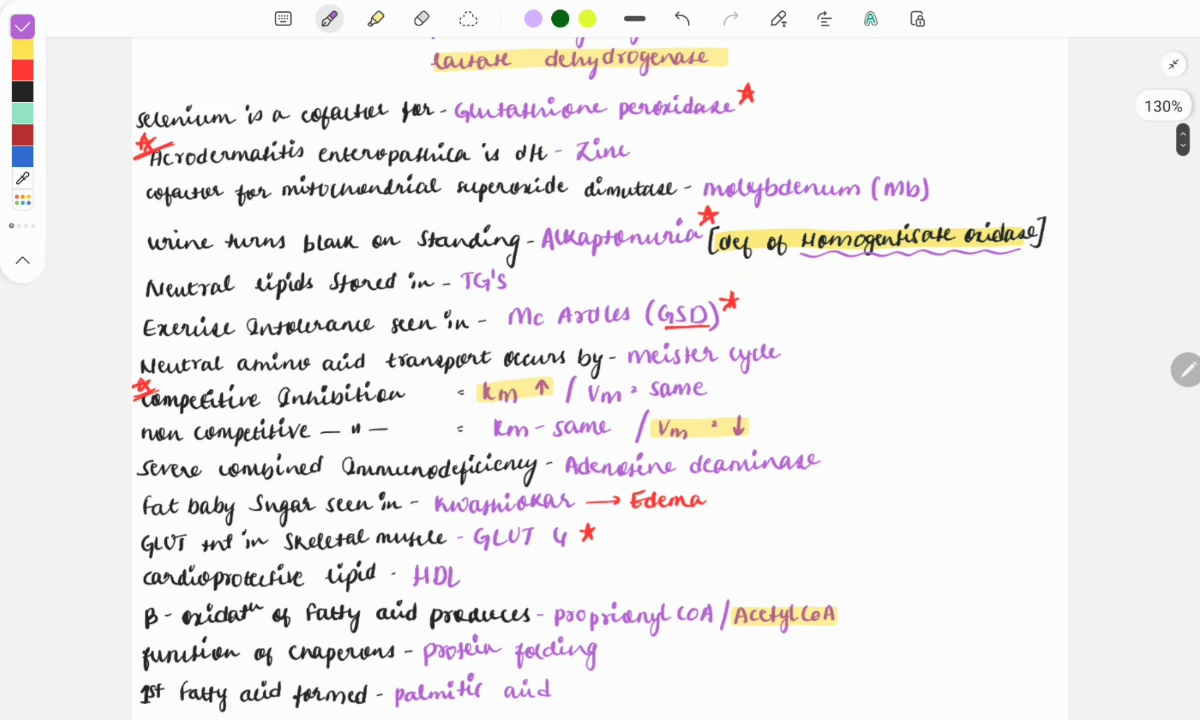 lactate dehydrogenase
130%
Selenium is a cofactor for - Glutathione peroxidase
Acrodermatitis enteropathica is d/t - Zinc
cofactor for mitochondrial superoxide dimutase - molybdenum (Mb)
urine turns black on standing - Alkaptonuria [def of Homogentisate oxidase]
Neutral lipids stored in - TG's
Exercise Intolerance seen in - Mc Ardles (GSD)
Neutral amino acid transport occurs by - meister cycle
competitive Inhibition = km ↑ / Vm = same
non competitive — " — = km - same / Vm = ↓
severe combined Immunodeficiency - Adenosine deaminase
fat baby Sugar seen in - Kwashiokar → Edema
GLUT in skeletal muscle - GLUT 4
cardioprotective lipid - HDL
β - oxidatn of fatty acid produces - proprionyl COA / Acetyl CoA
function of chaperons - protein folding
1st fatty acid formed - palmitic acid